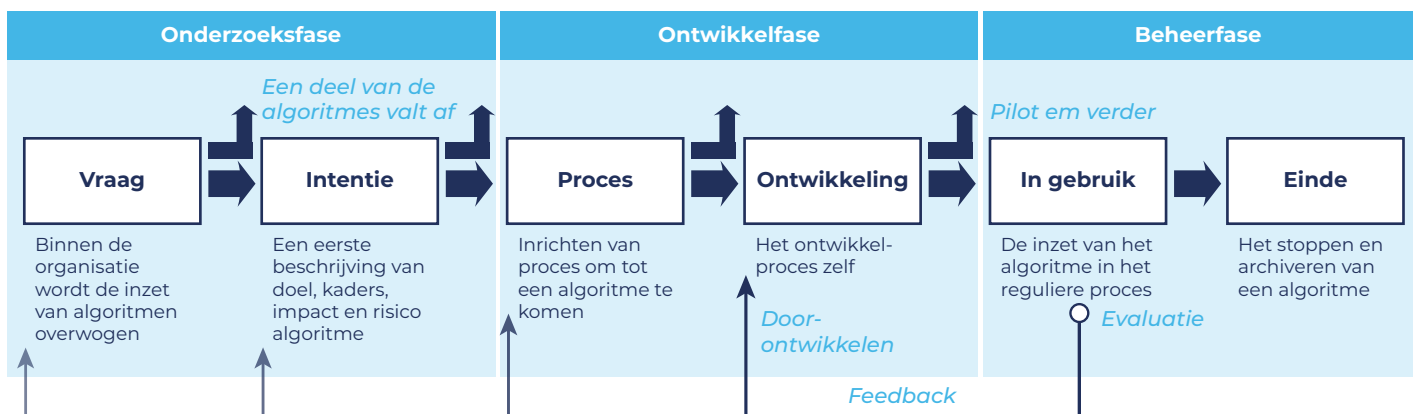 Onderzoeksfase
Ontwikkelfase
Beheerfase
Een deel van de
algoritmes valt af
Pilot em verder
Vraag
Intentie
Proces
Ontwikkeling
In gebruik
Einde
Binnen de
organisatie
wordt de inzet
van algoritmen
overwogen
Een eerste
beschrijving van
doel, kaders,
impact en risico
algoritme
Inrichten van
proces om tot
een algoritme te
komen
Het ontwikkel-
proces zelf
De inzet van het
algoritme in het
reguliere proces
Het stoppen en
archiveren van
een algoritme
Door-
ontwikkelen
Evaluatie
Feedback